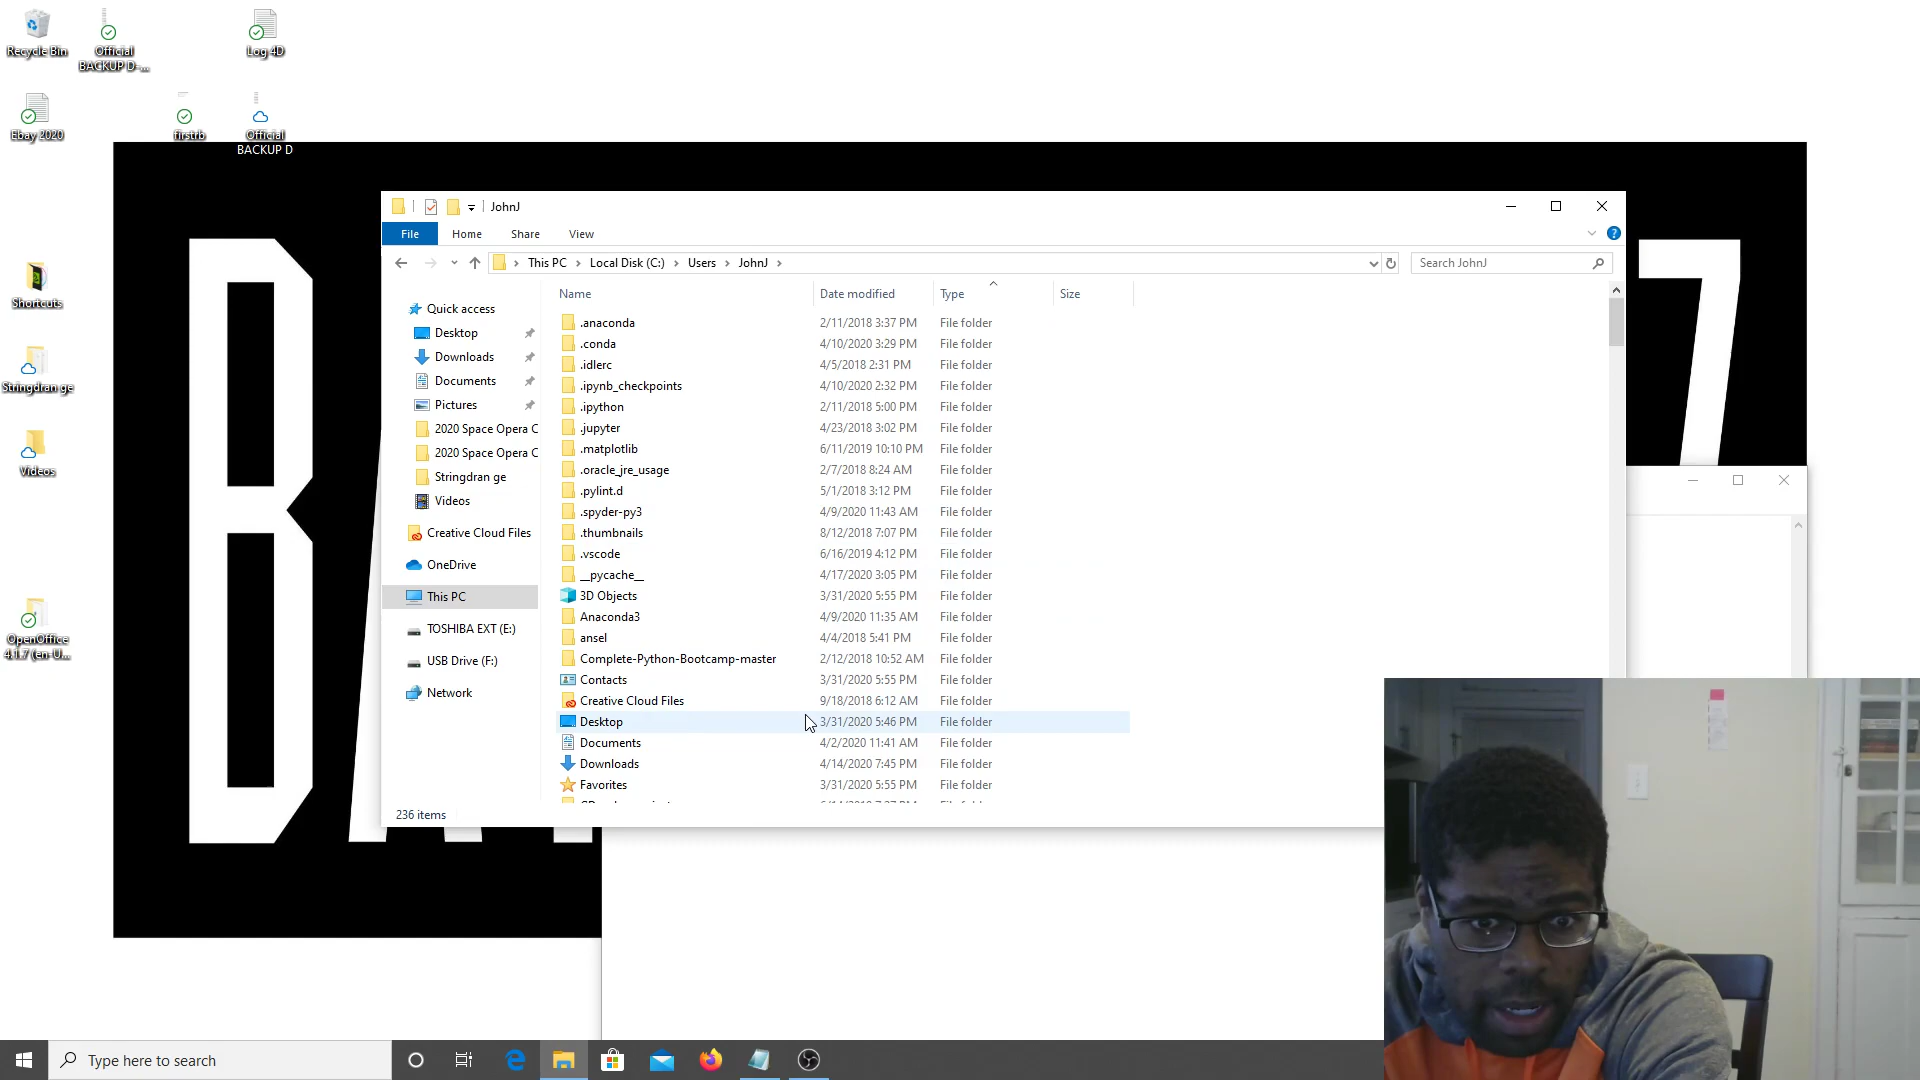 Recycle Bin
Official
BACKUP D-...
Log 4D
Ebay 2020
firstrb
Official
BACKUP D
Shortcuts
Stringdran ge
Videos
OpenOffice
4.1.7 (en-U...
B
7
JohnJ
File
Home
Share
View
This PC
Local Disk (C:)
Users
JohnJ
Search JohnJ
Name
Date modified
Type
Size
Quick access
Desktop
Downloads
Documents
Pictures
2020 Space Opera C
2020 Space Opera C
Stringdran ge
Videos
Creative Cloud Files
OneDrive
This PC
TOSHIBA EXT (E:)
USB Drive (F:)
Network
.anaconda 2/11/2018 3:37 PM File folder
.conda 4/10/2020 3:29 PM File folder
.idlerc 4/5/2018 2:31 PM File folder
.ipynb_checkpoints 4/10/2020 2:32 PM File folder
.ipython 2/11/2018 5:00 PM File folder
.jupyter 4/23/2018 3:02 PM File folder
.matplotlib 6/11/2019 10:10 PM File folder
.oracle_jre_usage 2/7/2018 8:24 AM File folder
.pylint.d 5/1/2018 3:12 PM File folder
.spyder-py3 4/9/2020 11:43 AM File folder
.thumbnails 8/12/2018 7:07 PM File folder
.vscode 6/16/2019 4:12 PM File folder
__pycache__ 4/17/2020 3:05 PM File folder
3D Objects 3/31/2020 5:55 PM File folder
Anaconda3 4/9/2020 11:35 AM File folder
ansel 4/4/2018 5:41 PM File folder
Complete-Python-Bootcamp-master 2/12/2018 10:52 AM File folder
Contacts 3/31/2020 5:55 PM File folder
Creative Cloud Files 9/18/2018 6:12 AM File folder
Desktop 3/31/2020 5:46 PM File folder
Documents 4/2/2020 11:41 AM File folder
Downloads 4/14/2020 7:45 PM File folder
Favorites 3/31/2020 5:55 PM File folder
236 items
Type here to search